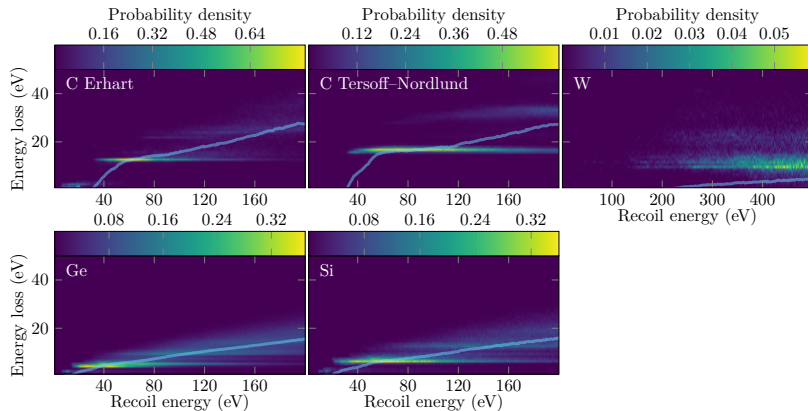 Probability density Probability density Probability density
0.16 0.32 0.48 0.64 0.12 0.24 0.36 0.48 0.01 0.02 0.03 0.04 0.05
C Erhart C Tersoff–Nordlund W
Energy loss (eV)
40
20
40 80 120 160 40 80 120 160 100 200 300 400
Recoil energy (eV)
0.08 0.16 0.24 0.32 0.08 0.16 0.24 0.32
Ge Si
Energy loss (eV)
40
20
40 80 120 160 40 80 120 160
Recoil energy (eV) Recoil energy (eV)